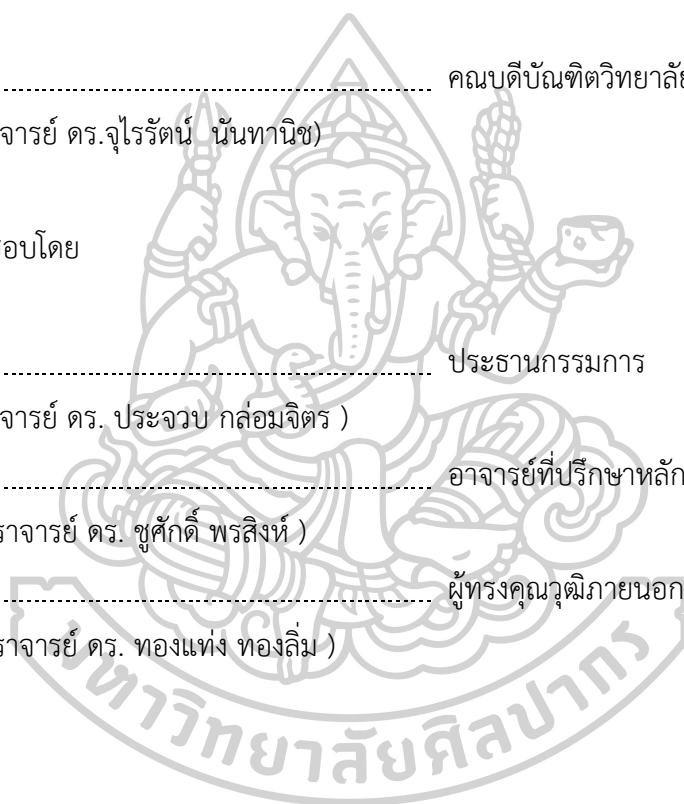 คณบดีบัณฑิตวิทยาลัย
จารย์ ดร.จุไรรัตน์ นันทานิช)
อบโดย
ประธานกรรมการ
จารย์ ดร. ประจวบ กล่อมจิตร )
อาจารย์ที่ปรึกษาหลัก
ราจารย์ ดร. ชูศักดิ์ พรสิงห์ )
ผู้ทรงคุณวุฒิภายนอก
ราจารย์ ดร. ทองแท่ง ทองลิ่ม )
มหาวิทยาลัยศิลปากร